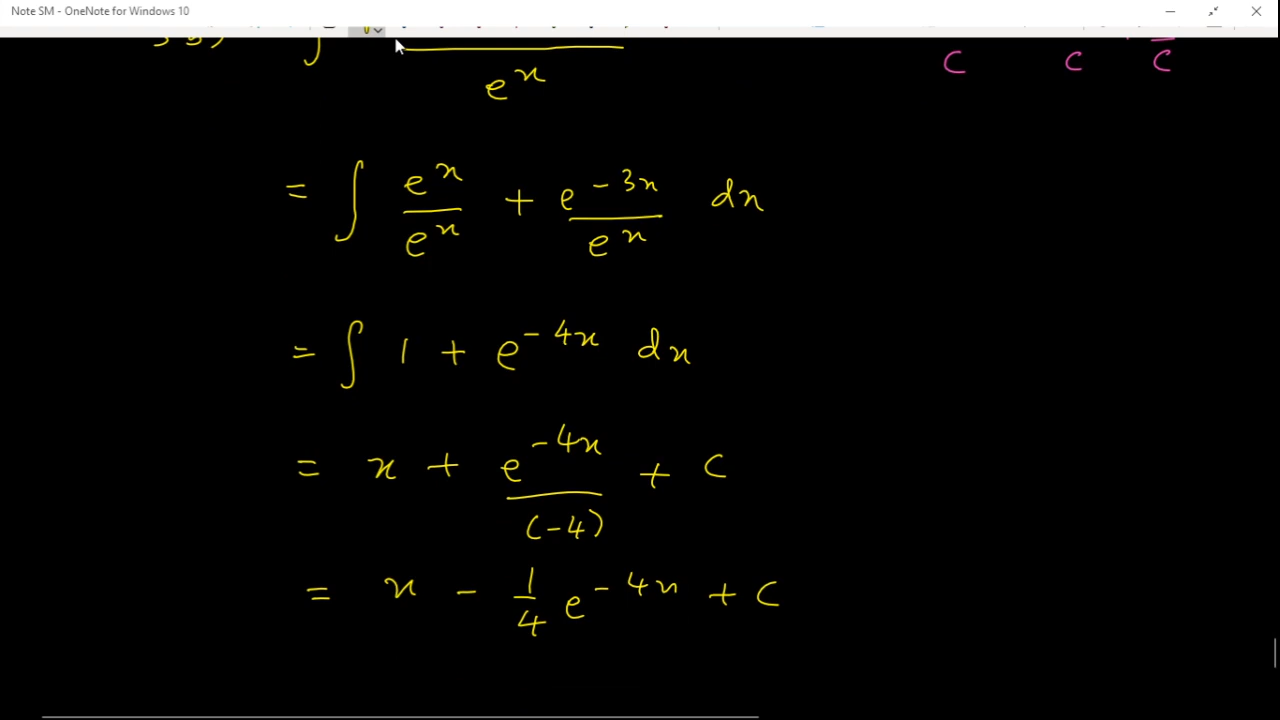 Note SM - OneNote for Windows 10
e^x
c c c
= ∫ e^x/e^x + e^-3x/e^x dx
= ∫ 1 + e^-4x dx
= x + e^-4x/(-4) + c
= x - 1/4 e^-4x + c